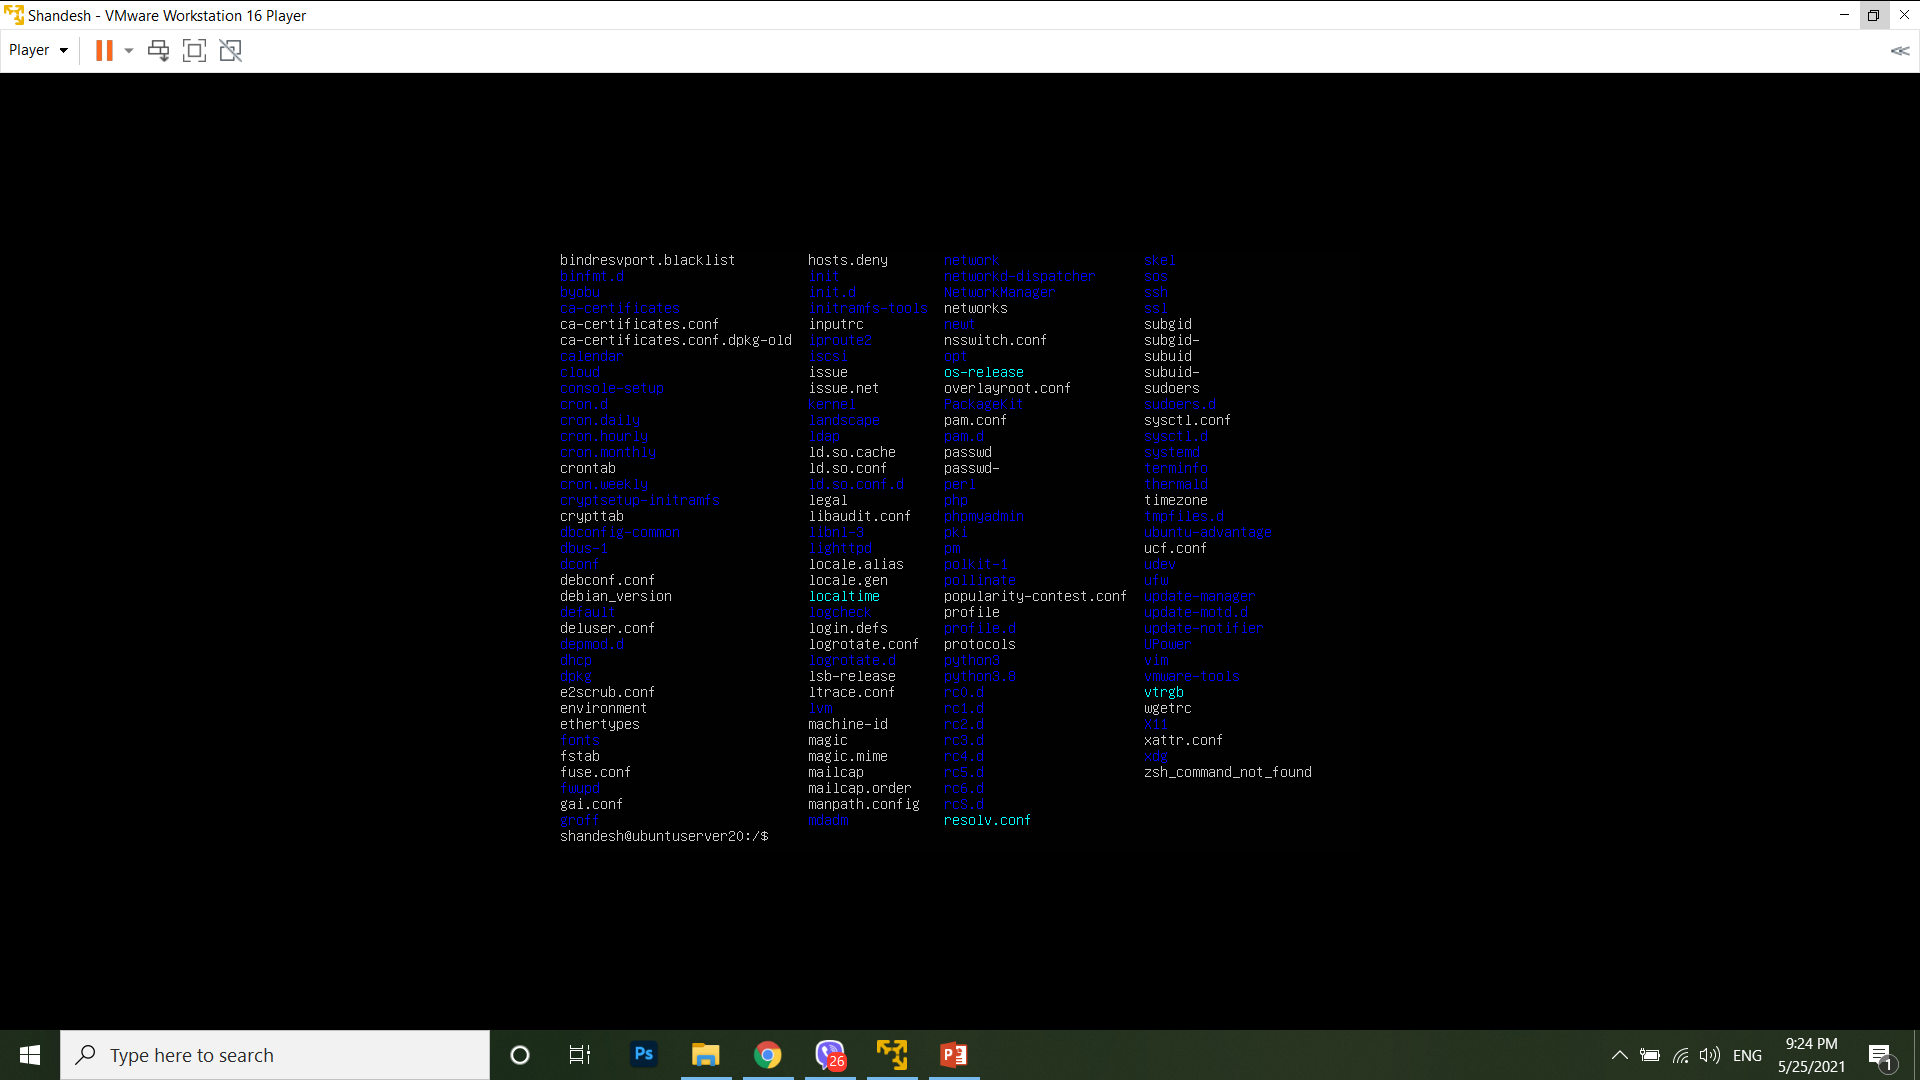 Shandesh - VMware Workstation 16 Player
Player
bindresvport.blacklist hosts.deny network skel
binfmt.d init networkd-dispatcher sos
byobu init.d NetworkManager ssh
ca-certificates initramfs-tools networks ssl
ca-certificates.conf inputrc newt subgid
ca-certificates.conf.dpkg-old iproute2 nsswitch.conf subgid-
calendar iscsi opt subuid
cloud issue os-release subuid-
console-setup issue.net overlayroot.conf sudoers
cron.d kernel PackageKit sudoers.d
cron.daily landscape pam.conf sysctl.conf
cron.hourly ldap pam.d sysctl.d
cron.monthly ld.so.cache passwd systemd
crontab ld.so.conf passwd- terminfo
cron.weekly ld.so.conf.d perl thermald
cryptsetup-initramfs legal php timezone
crypttab libaudit.conf phpmyadmin tmpfiles.d
dbconfig-common libnl-3 pki ubuntu-advantage
dbus-1 lighttpd pm ucf.conf
dconf locale.alias polkit-1 udev
debconf.conf locale.gen pollinate ufw
debian_version localtime popularity-contest.conf update-manager
default logcheck profile update-motd.d
deluser.conf login.defs profile.d update-notifier
depmod.d logrotate.conf protocols UPower
dhcp logrotate.d python3 vim
dpkg lsb-release python3.8 vmware-tools
e2scrub.conf ltrace.conf rc0.d vtrgb
environment lvm rc1.d wgetrc
ethertypes machine-id rc2.d X11
fonts magic rc3.d xattr.conf
fstab magic.mime rc4.d xdg
fuse.conf mailcap rc5.d zsh_command_not_found
fwupd mailcap.order rc6.d
gai.conf manpath.config rcS.d
groff mdadm resolv.conf
shandesh@ubuntuserver20:/$
Type here to search
Ps
26
P
ENG
9:24 PM
5/25/2021
1